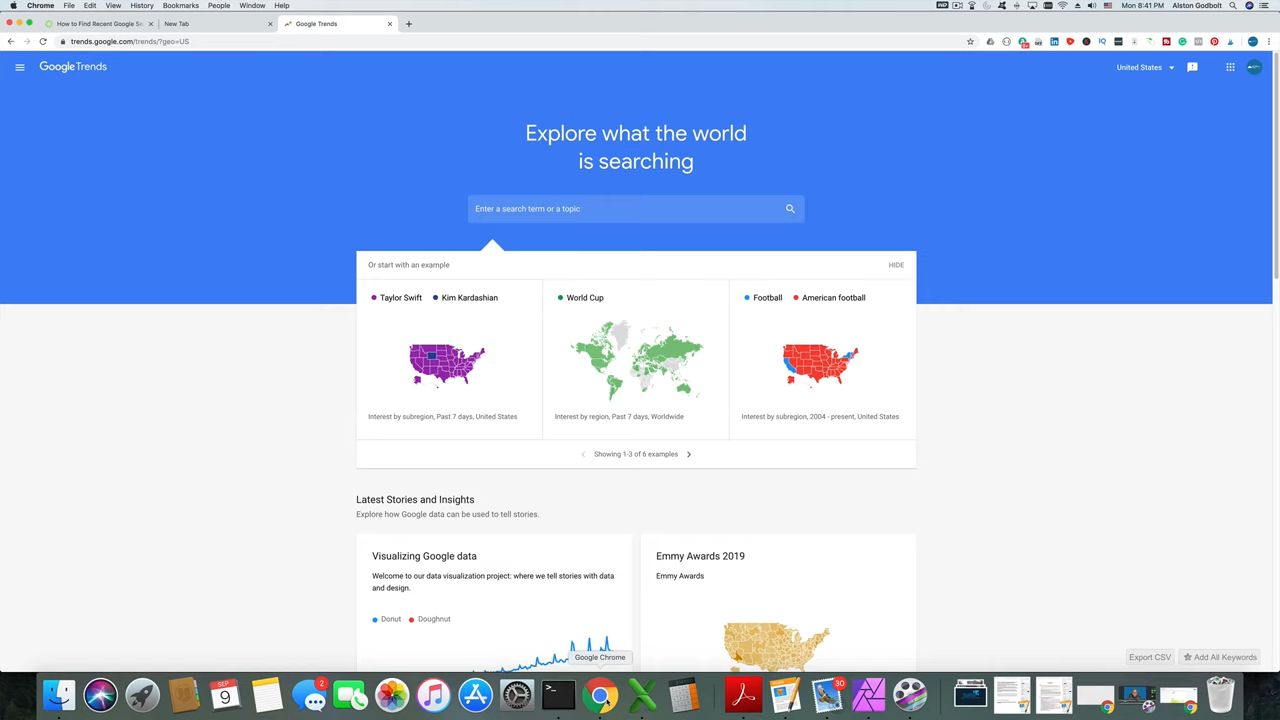 Chrome File Edit View History Bookmarks People Window Help Mon 8:41 PM Alston Godbolt
How to Find Recent Google Se New Tab Google Trends
trends.google.com/trends/?geo=US
Google Trends United States
Explore what the world
is searching
Enter a search term or a topic
Or start with an example HIDE
Taylor Swift Kim Kardashian World Cup Football American football
Interest by subregion, Past 7 days, United States Interest by region, Past 7 days, Worldwide Interest by subregion, 2004 - present, United States
Showing 1-3 of 6 examples
Latest Stories and Insights
Explore how Google data can be used to tell stories.
Visualizing Google data Emmy Awards 2019
Welcome to our data visualization project: where we tell stories with data Emmy Awards
and design.
Donut Doughnut
Google Chrome Export CSV Add All Keywords
SEP
9 2 30